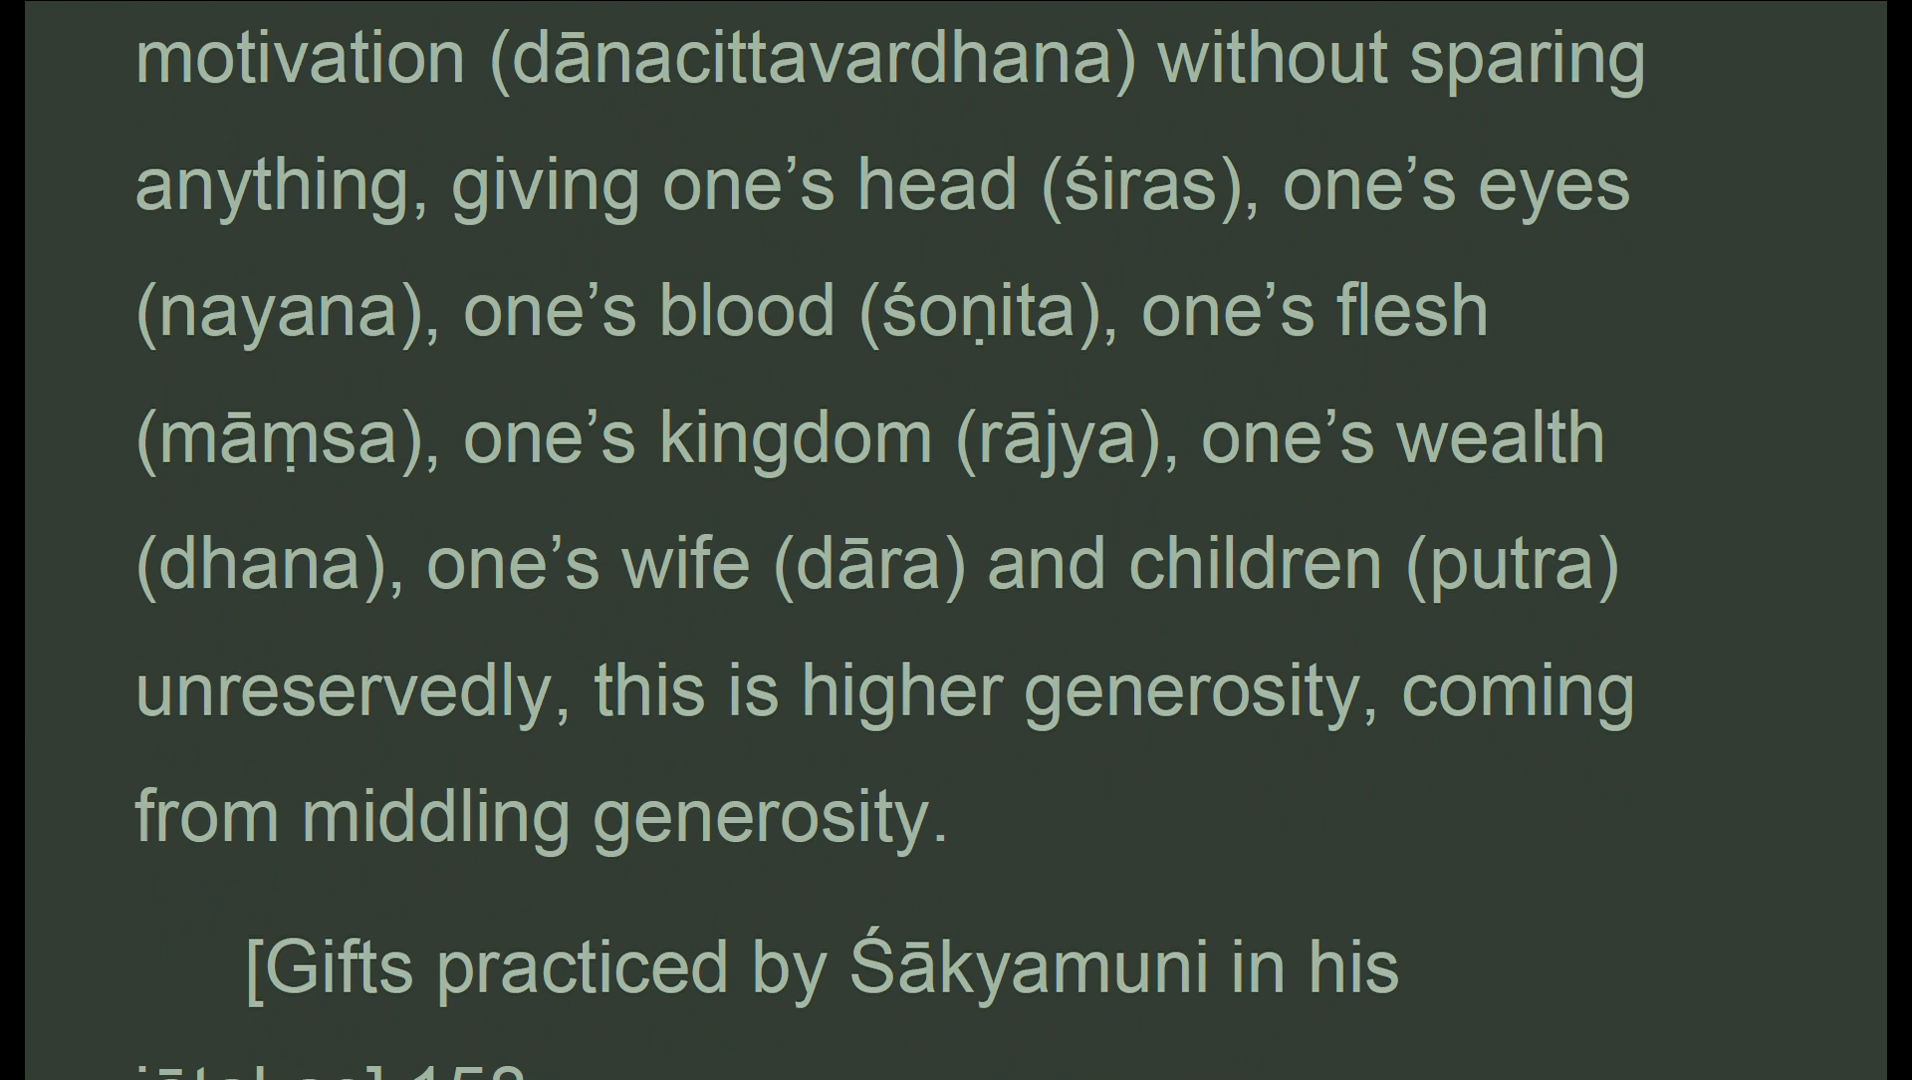 motivation (dānacittavardhana) without sparing
anything, giving one’s head (śiras), one’s eyes
(nayana), one’s blood (śoṇita), one’s flesh
(māṃsa), one’s kingdom (rājya), one’s wealth
(dhana), one’s wife (dāra) and children (putra)
unreservedly, this is higher generosity, coming
from middling generosity.
[Gifts practiced by Śākyamuni in his